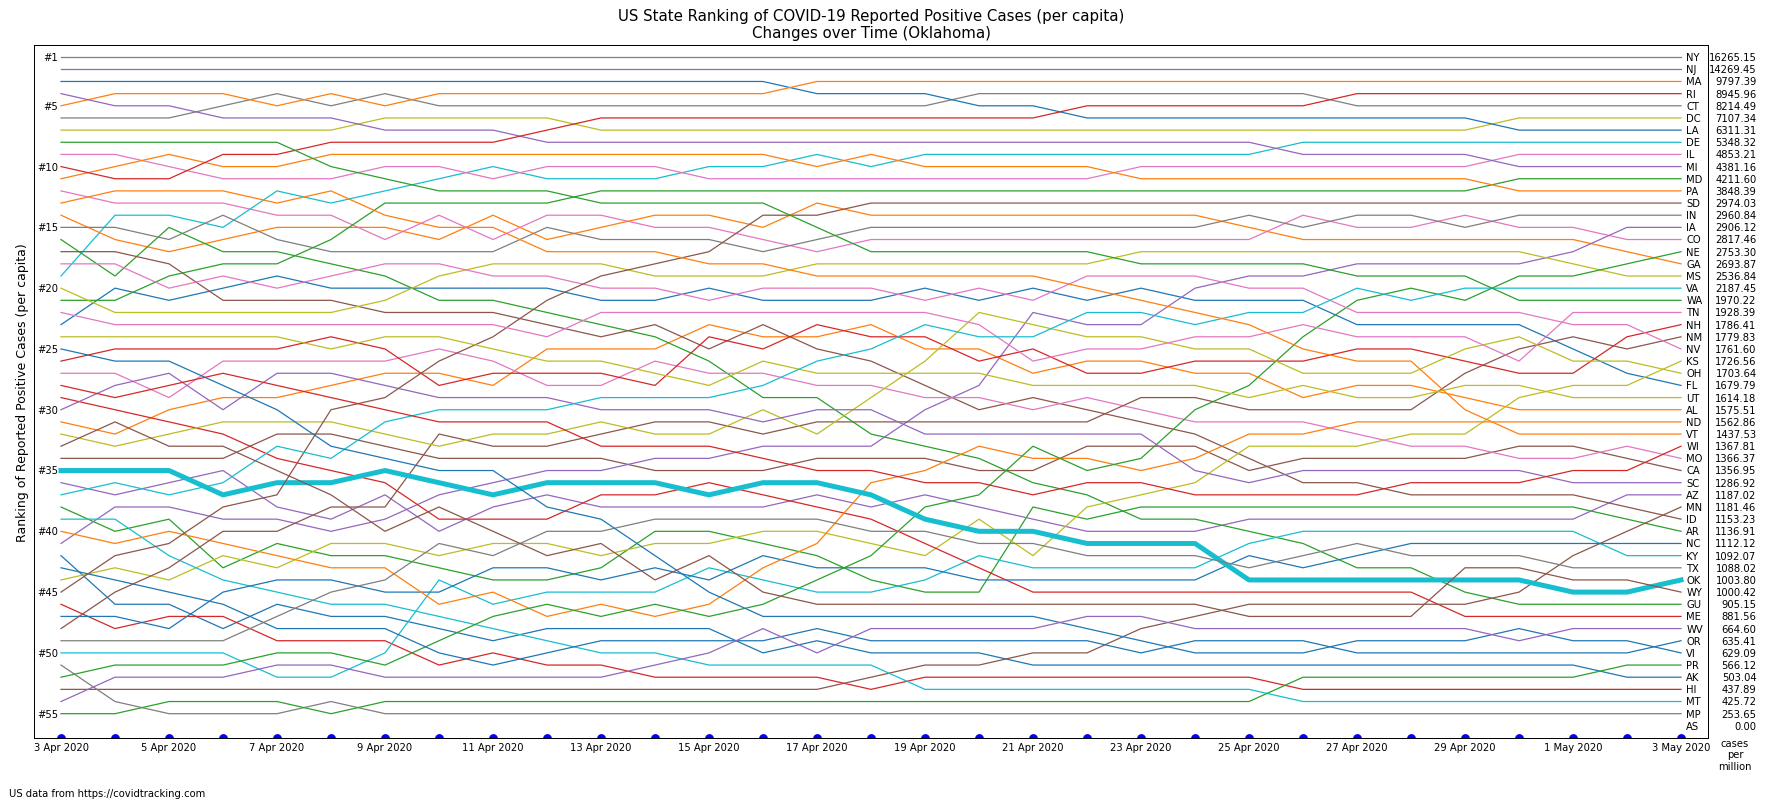 US State Ranking of COVID-19 Reported Positive Cases (per capita)
Changes over Time (Oklahoma)
Ranking of Reported Positive Cases (per capita)
#1
#5
#10
#15
#20
#25
#30
#35
#40
#45
#50
#55
NY 16265.15
NJ 14269.45
MA 9797.39
RI 8945.96
CT 8214.49
DC 7107.34
LA 6311.31
DE 5348.32
IL 4853.21
MI 4381.16
MD 4211.60
PA 3848.39
SD 2974.03
IN 2960.84
IA 2906.12
CO 2817.46
NE 2753.30
GA 2693.87
MS 2536.84
VA 2187.45
WA 1970.22
TN 1928.39
NH 1786.41
NM 1779.83
NV 1761.60
KS 1726.56
OH 1703.64
FL 1679.79
UT 1614.18
AL 1575.51
ND 1562.86
VT 1437.53
WI 1367.81
MO 1366.37
CA 1356.95
SC 1286.92
AZ 1187.02
MN 1181.46
ID 1153.23
AR 1136.91
NC 1112.12
KY 1092.07
TX 1088.02
OK 1003.80
WY 1000.42
GU 905.15
ME 881.56
WV 664.60
OR 635.41
VI 629.09
PR 566.12
AK 503.04
HI 437.89
MT 425.72
MP 253.65
AS 0.00
3 Apr 2020 5 Apr 2020 7 Apr 2020 9 Apr 2020 11 Apr 2020 13 Apr 2020 15 Apr 2020 17 Apr 2020 19 Apr 2020 21 Apr 2020 23 Apr 2020 25 Apr 2020 27 Apr 2020 29 Apr 2020 1 May 2020 3 May 2020
cases
per
million
US data from https://covidtracking.com